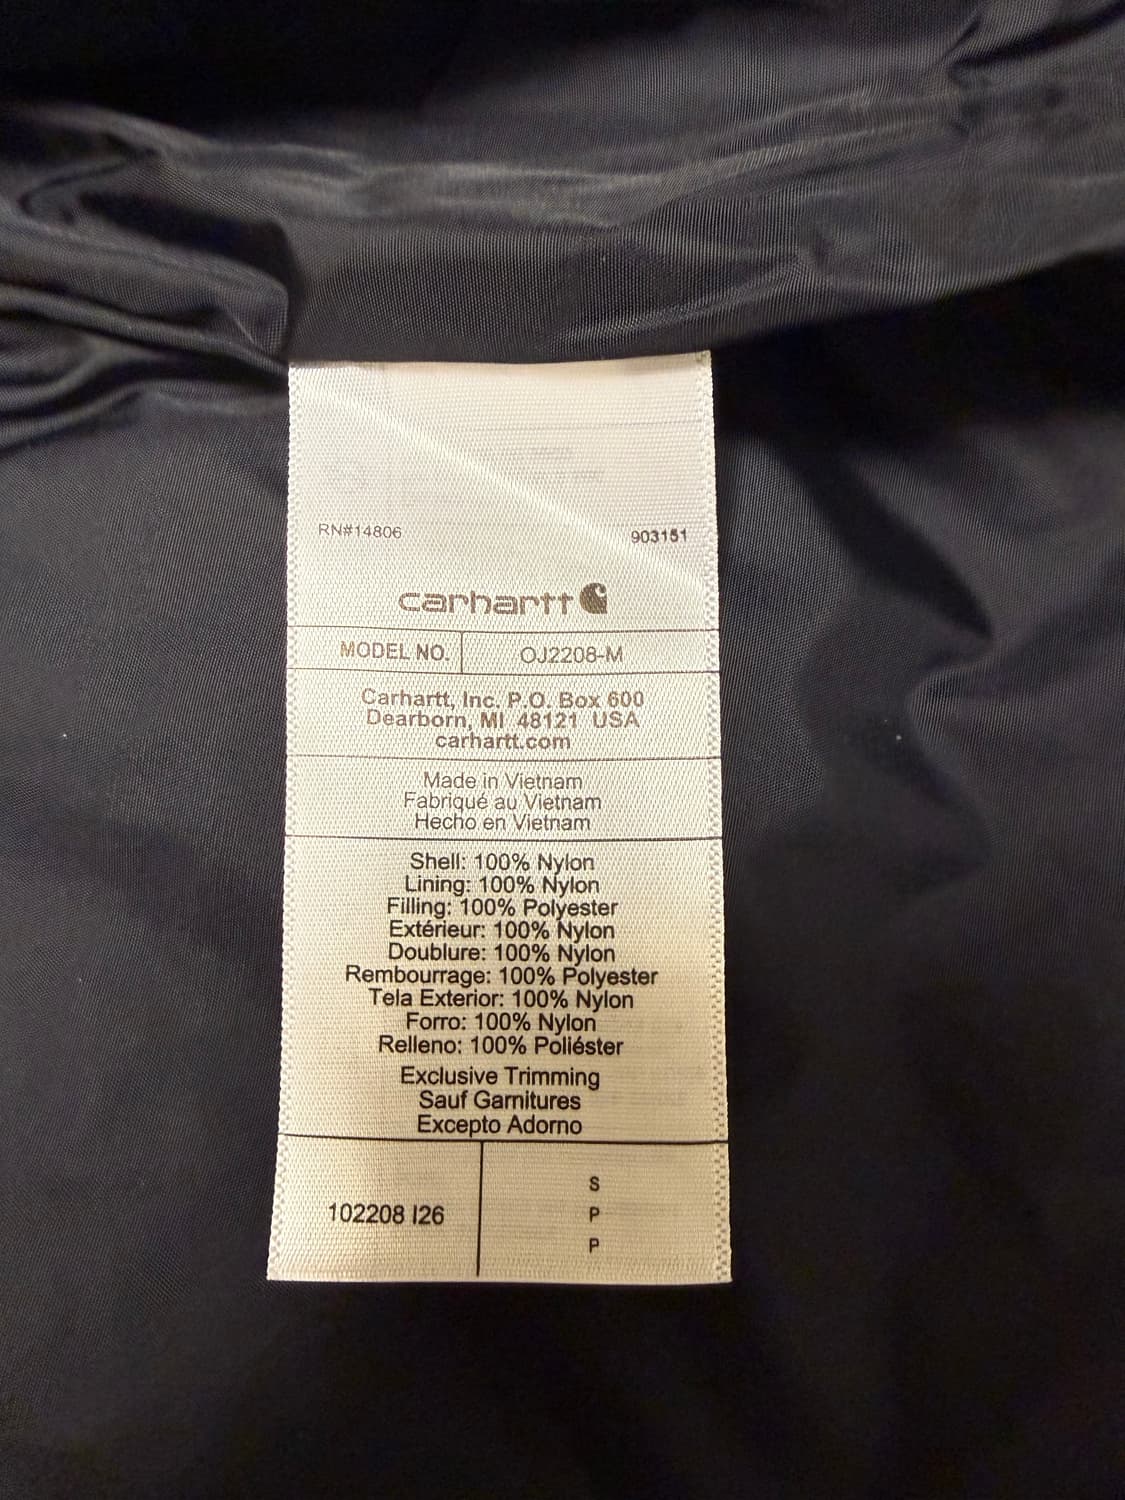 RN#14806 903151
carhartt
MODEL NO. OJ2208-M
Carhartt, Inc. P.O. Box 600
Dearborn, MI 48121 USA
carhartt.com
Made in Vietnam
Fabriqué au Vietnam
Hecho en Vietnam
Shell: 100% Nylon
Lining: 100% Nylon
Filling: 100% Polyester
Extérieur: 100% Nylon
Doublure: 100% Nylon
Rembourrage: 100% Polyester
Tela Exterior: 100% Nylon
Forro: 100% Nylon
Relleno: 100% Poliéster
Exclusive Trimming
Sauf Garnitures
Excepto Adorno
S
102208 I26 P
P